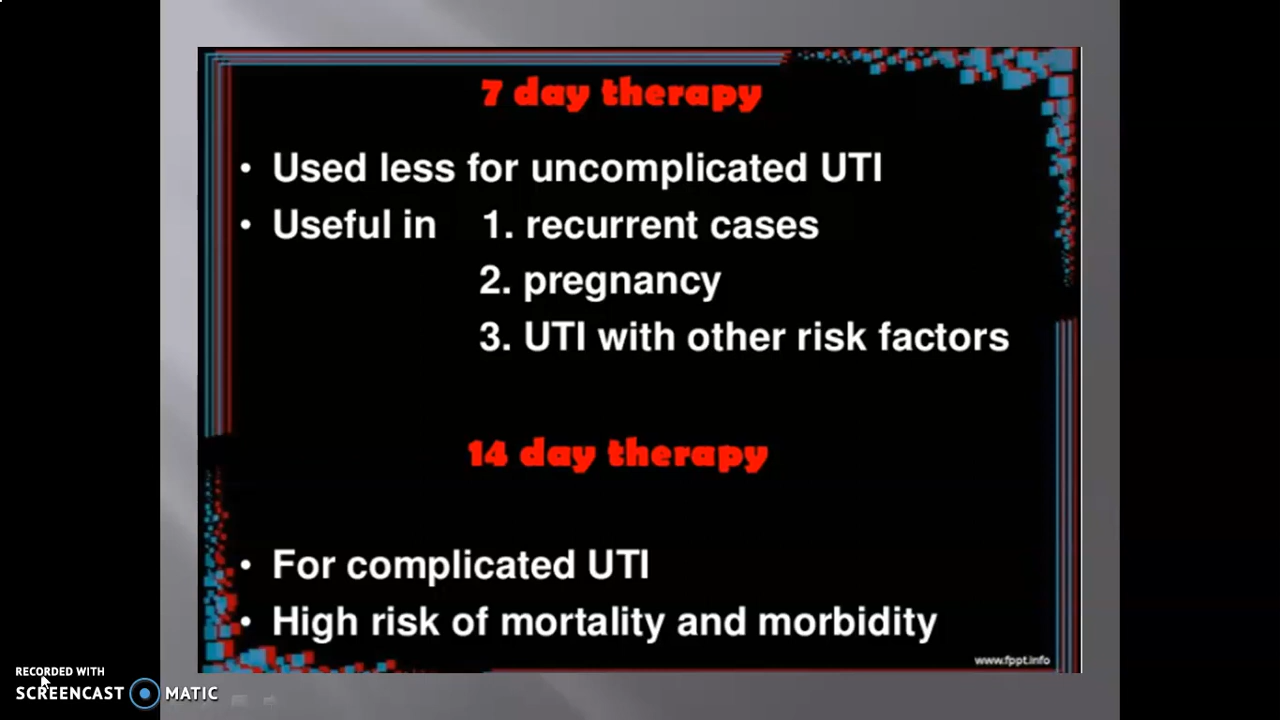 7 day therapy
• Used less for uncomplicated UTI
• Useful in 1. recurrent cases
2. pregnancy
3. UTI with other risk factors
14 day therapy
• For complicated UTI
• High risk of mortality and morbidity
www.fppt.info
RECORDED WITH
SCREENCAST MATIC